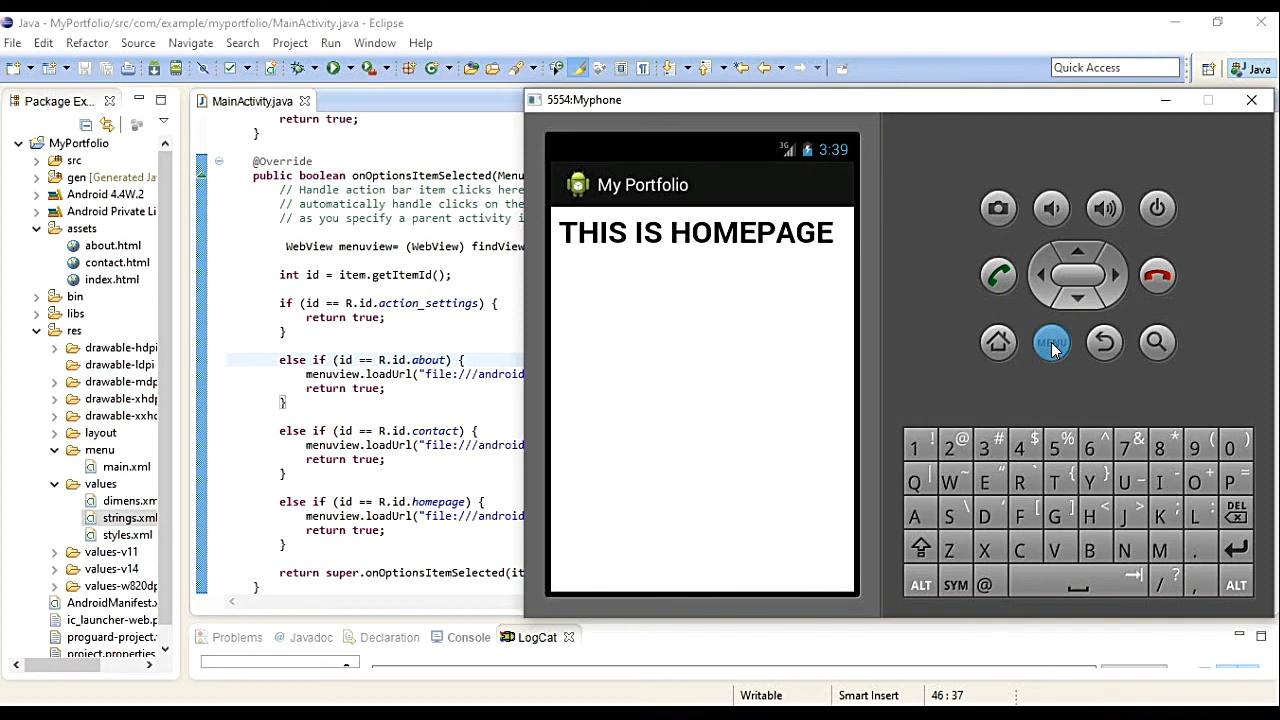 Java - MyPortfolio/src/com/example/myportfolio/MainActivity.java - Eclipse
File Edit Refactor Source Navigate Search Project Run Window Help
Quick Access
Java
Package Ex...
MyPortfolio
src
gen [Generated J
Android 4.4W.2
Android Private Li
assets
about.html
contact.html
index.html
bin
libs
res
drawable-hdpi
drawable-ldpi
drawable-mdp
drawable-xhdp
drawable-xxhc
layout
menu
main.xml
values
dimens.xm
strings.xml
styles.xml
values-v11
values-v14
values-w820dp
AndroidManifest.x
ic_launcher-web.p
proguard-project.t
project.properties
MainActivity.java
return true;
}
@Override
public boolean onOptionsItemSelected(Menu
// Handle action bar item clicks here
// automatically handle clicks on the
// as you specify a parent activity i
WebView menuview= (WebView) findView
int id = item.getItemId();
if (id == R.id.action_settings) {
return true;
}
else if (id == R.id.about) {
menuview.loadUrl("file:///android
return true;
}
else if (id == R.id.contact) {
menuview.loadUrl("file:///android
return true;
}
else if (id == R.id.homepage) {
menuview.loadUrl("file:///android
return true;
}
return super.onOptionsItemSelected(it
}
5554:Myphone
3G 3:39
My Portfolio
THIS IS HOMEPAGE
MENU
1 ! 2 @ 3 # 4 $ 5 % 6 ^ 7 & 8 * 9 ( 0 )
Q | W ~ E " R ` T { Y } U _ I - O + P =
A S \ D ' F [ G ] H < J > K ; L : DEL
Z X C V B N M .
ALT SYM @ / ? , ALT
Problems @ Javadoc Declaration Console LogCat
Writable Smart Insert 46 : 37